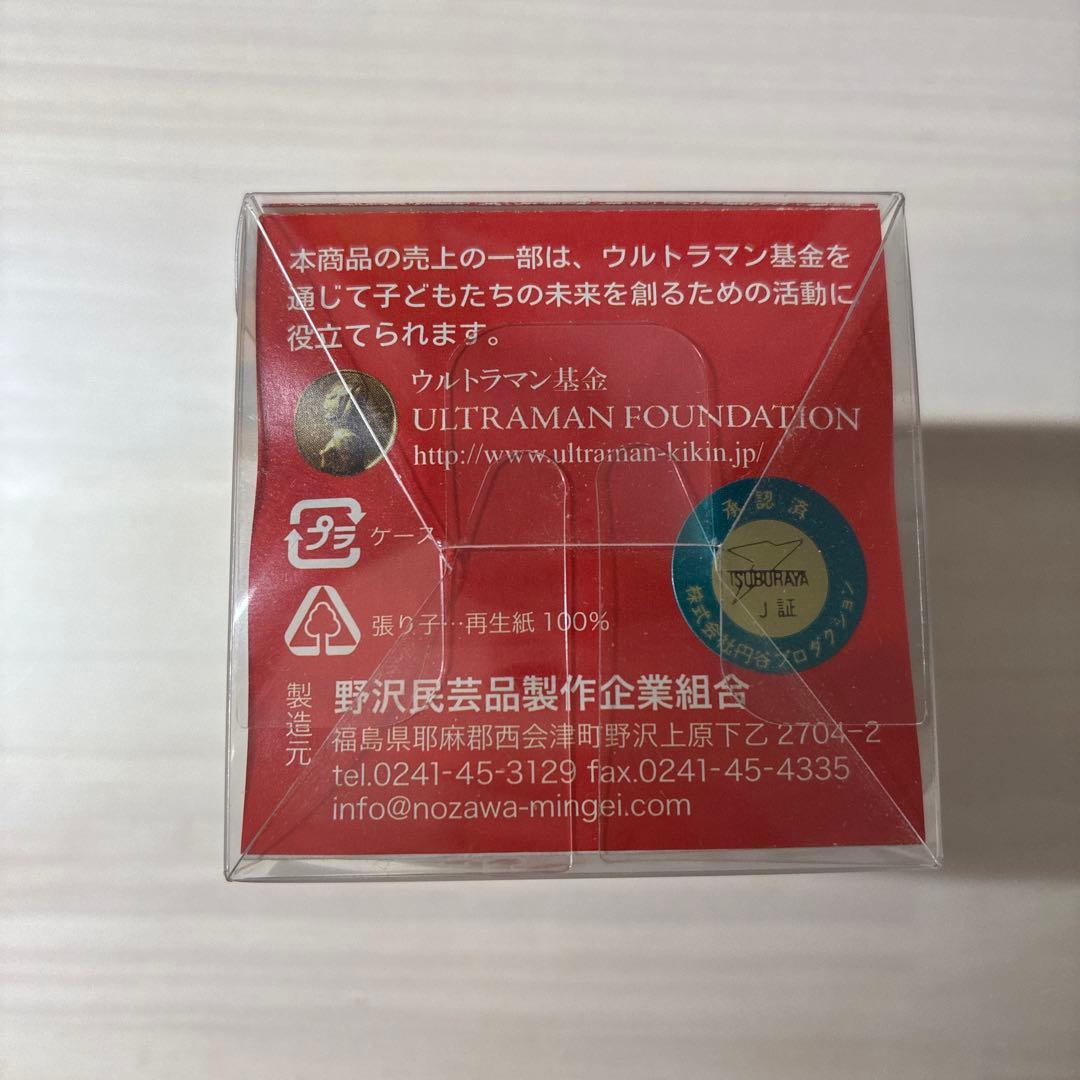 本商品の売上の一部は、ウルトラマン基金を
通じて子どもたちの未来を創るための活動に
役立てられます。
ウルトラマン基金
ULTRAMAN FOUNDATION
http://www.ultraman-kikin.jp/
プラ ケース
承認済
TSUBURAYA
J証
株式会社円谷プロダクション
張り子…再生紙 100%
製造元
野沢民芸品製作企業組合
福島県耶麻郡西会津町野沢上原下乙 2704-2
tel.0241-45-3129 fax.0241-45-4335
info@nozawa-mingei.com